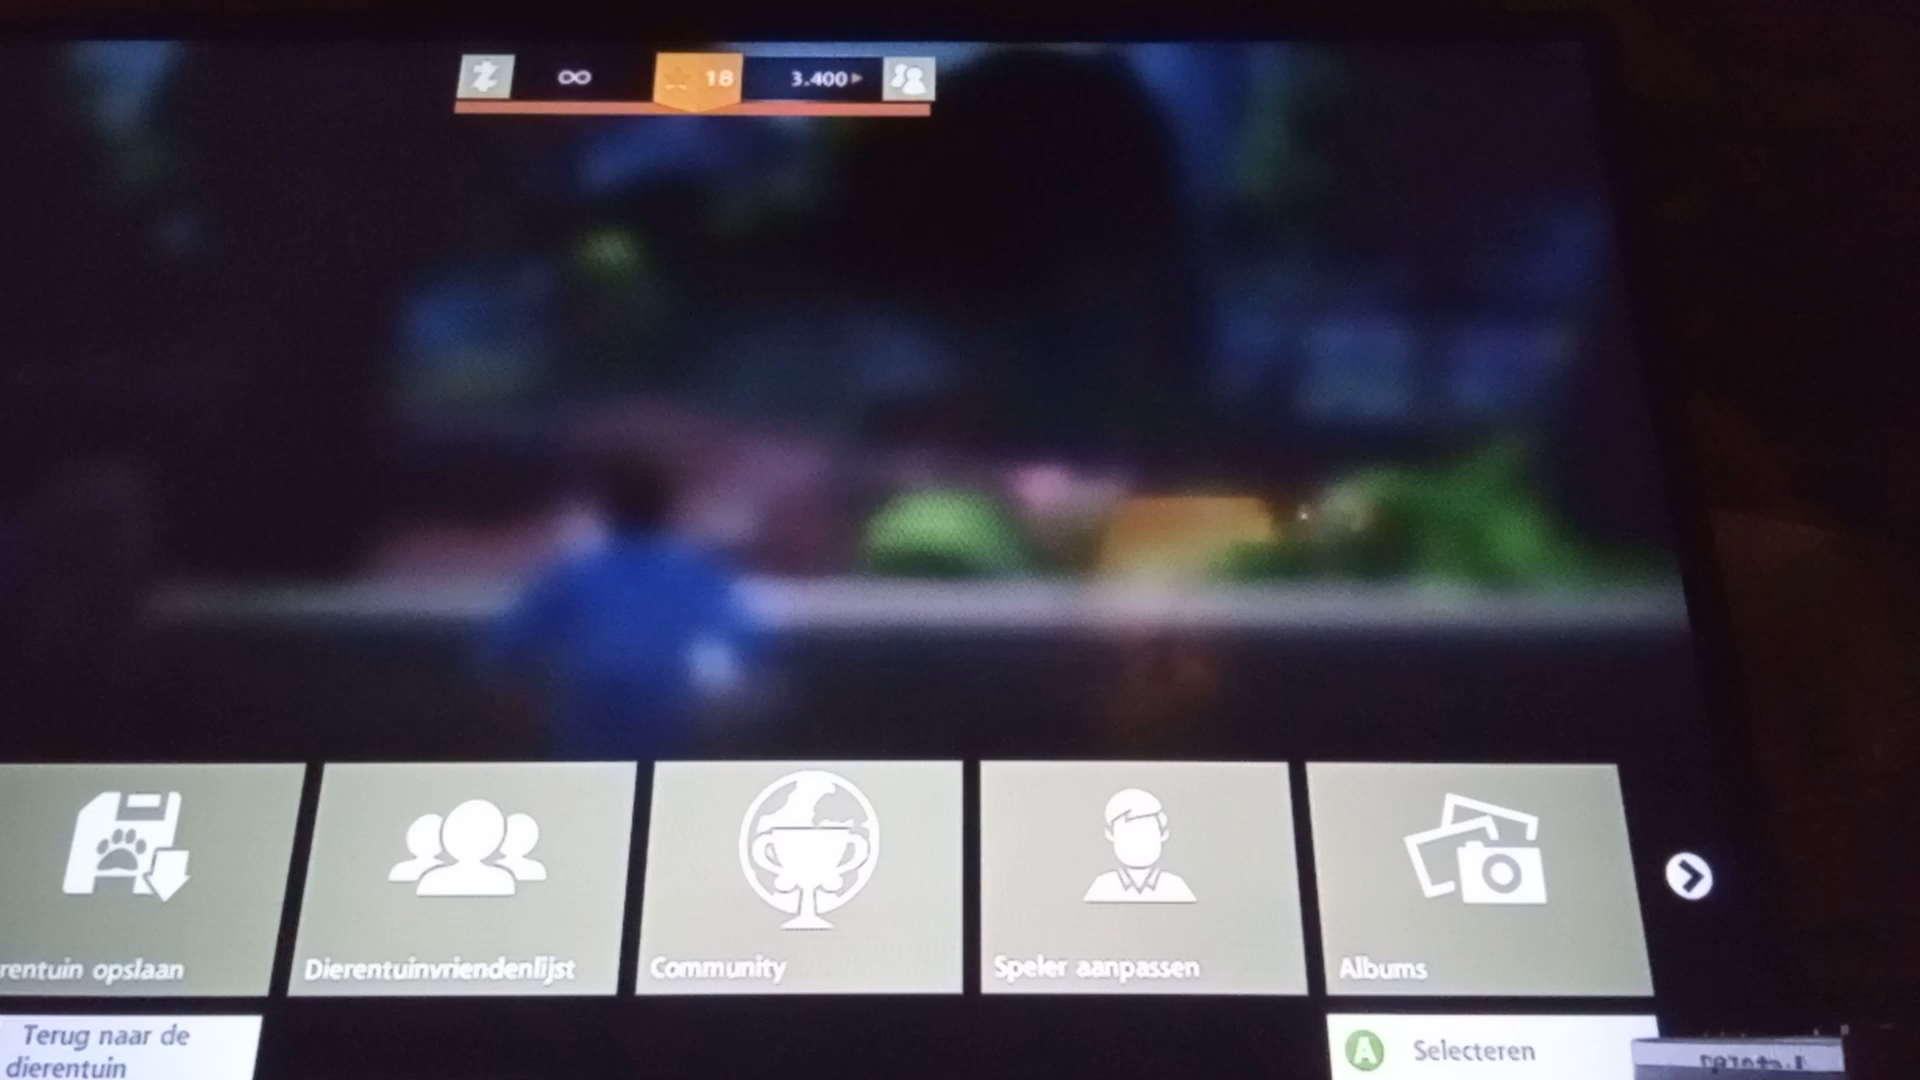 ∞ 18 3.400
rentuin opslaan
Dierentuinvriendenlijst
Community
Speler aanpassen
Albums
Terug naar de
dierentuin
A Selecteren